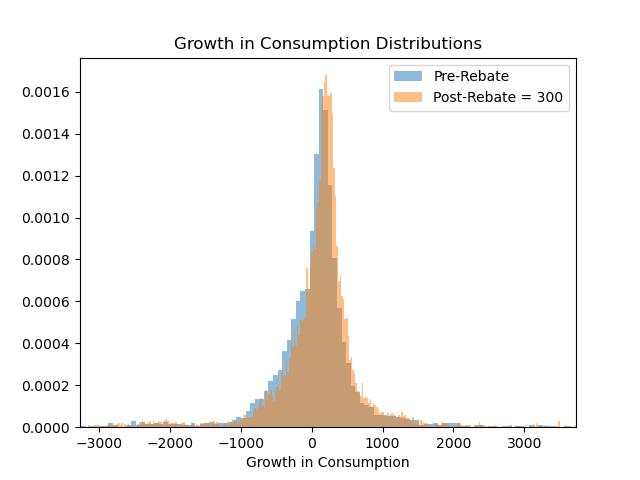 Growth in Consumption Distributions
Pre-Rebate
Post-Rebate = 300
0.0016
0.0014
0.0012
0.0010
0.0008
0.0006
0.0004
0.0002
0.0000
−3000 −2000 −1000 0 1000 2000 3000
Growth in Consumption